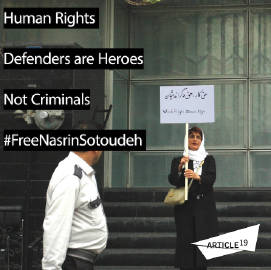 Human Rights
Defenders are Heroes
Not Criminals
#FreeNasrinSotoudeh
ARTICLE 19